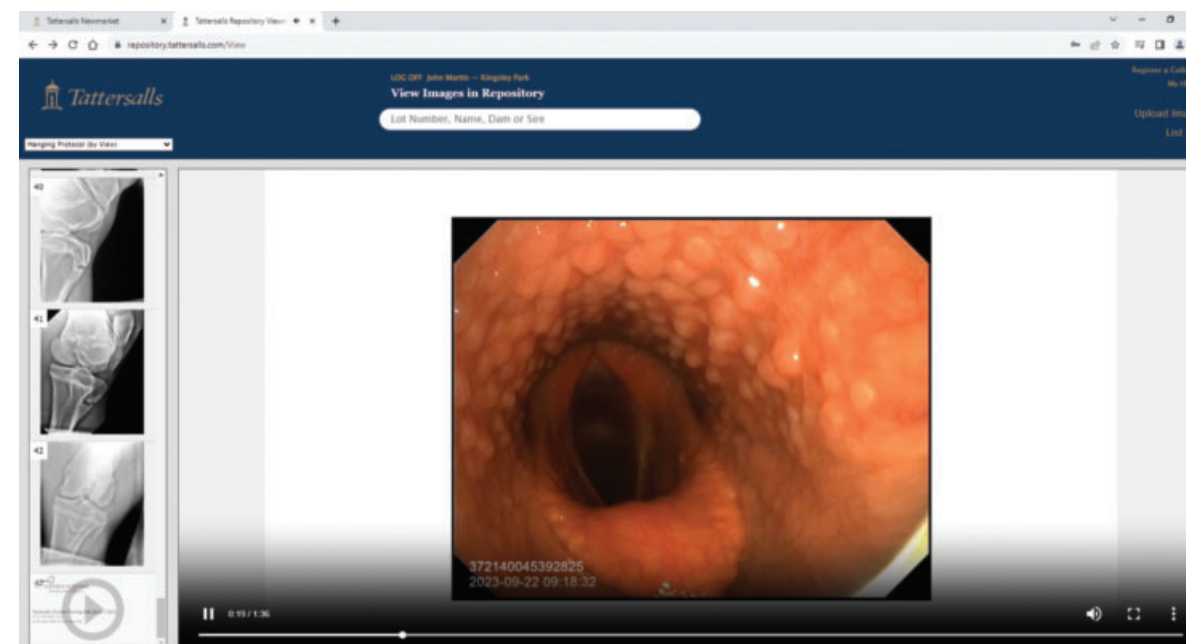 Tattersalls Newmarket
Tattersalls Repository View
repository.tattersalls.com/View
Tattersalls
LOG OFF John Martin — Kingsley Park
View Images in Repository
Lot Number, Name, Dam or Sire
Register a
My
Upload
List
Hanging Protocol (by View)
40
41
42
372140045392825
2023-09-22 09:18:32
0:19 / 1:36